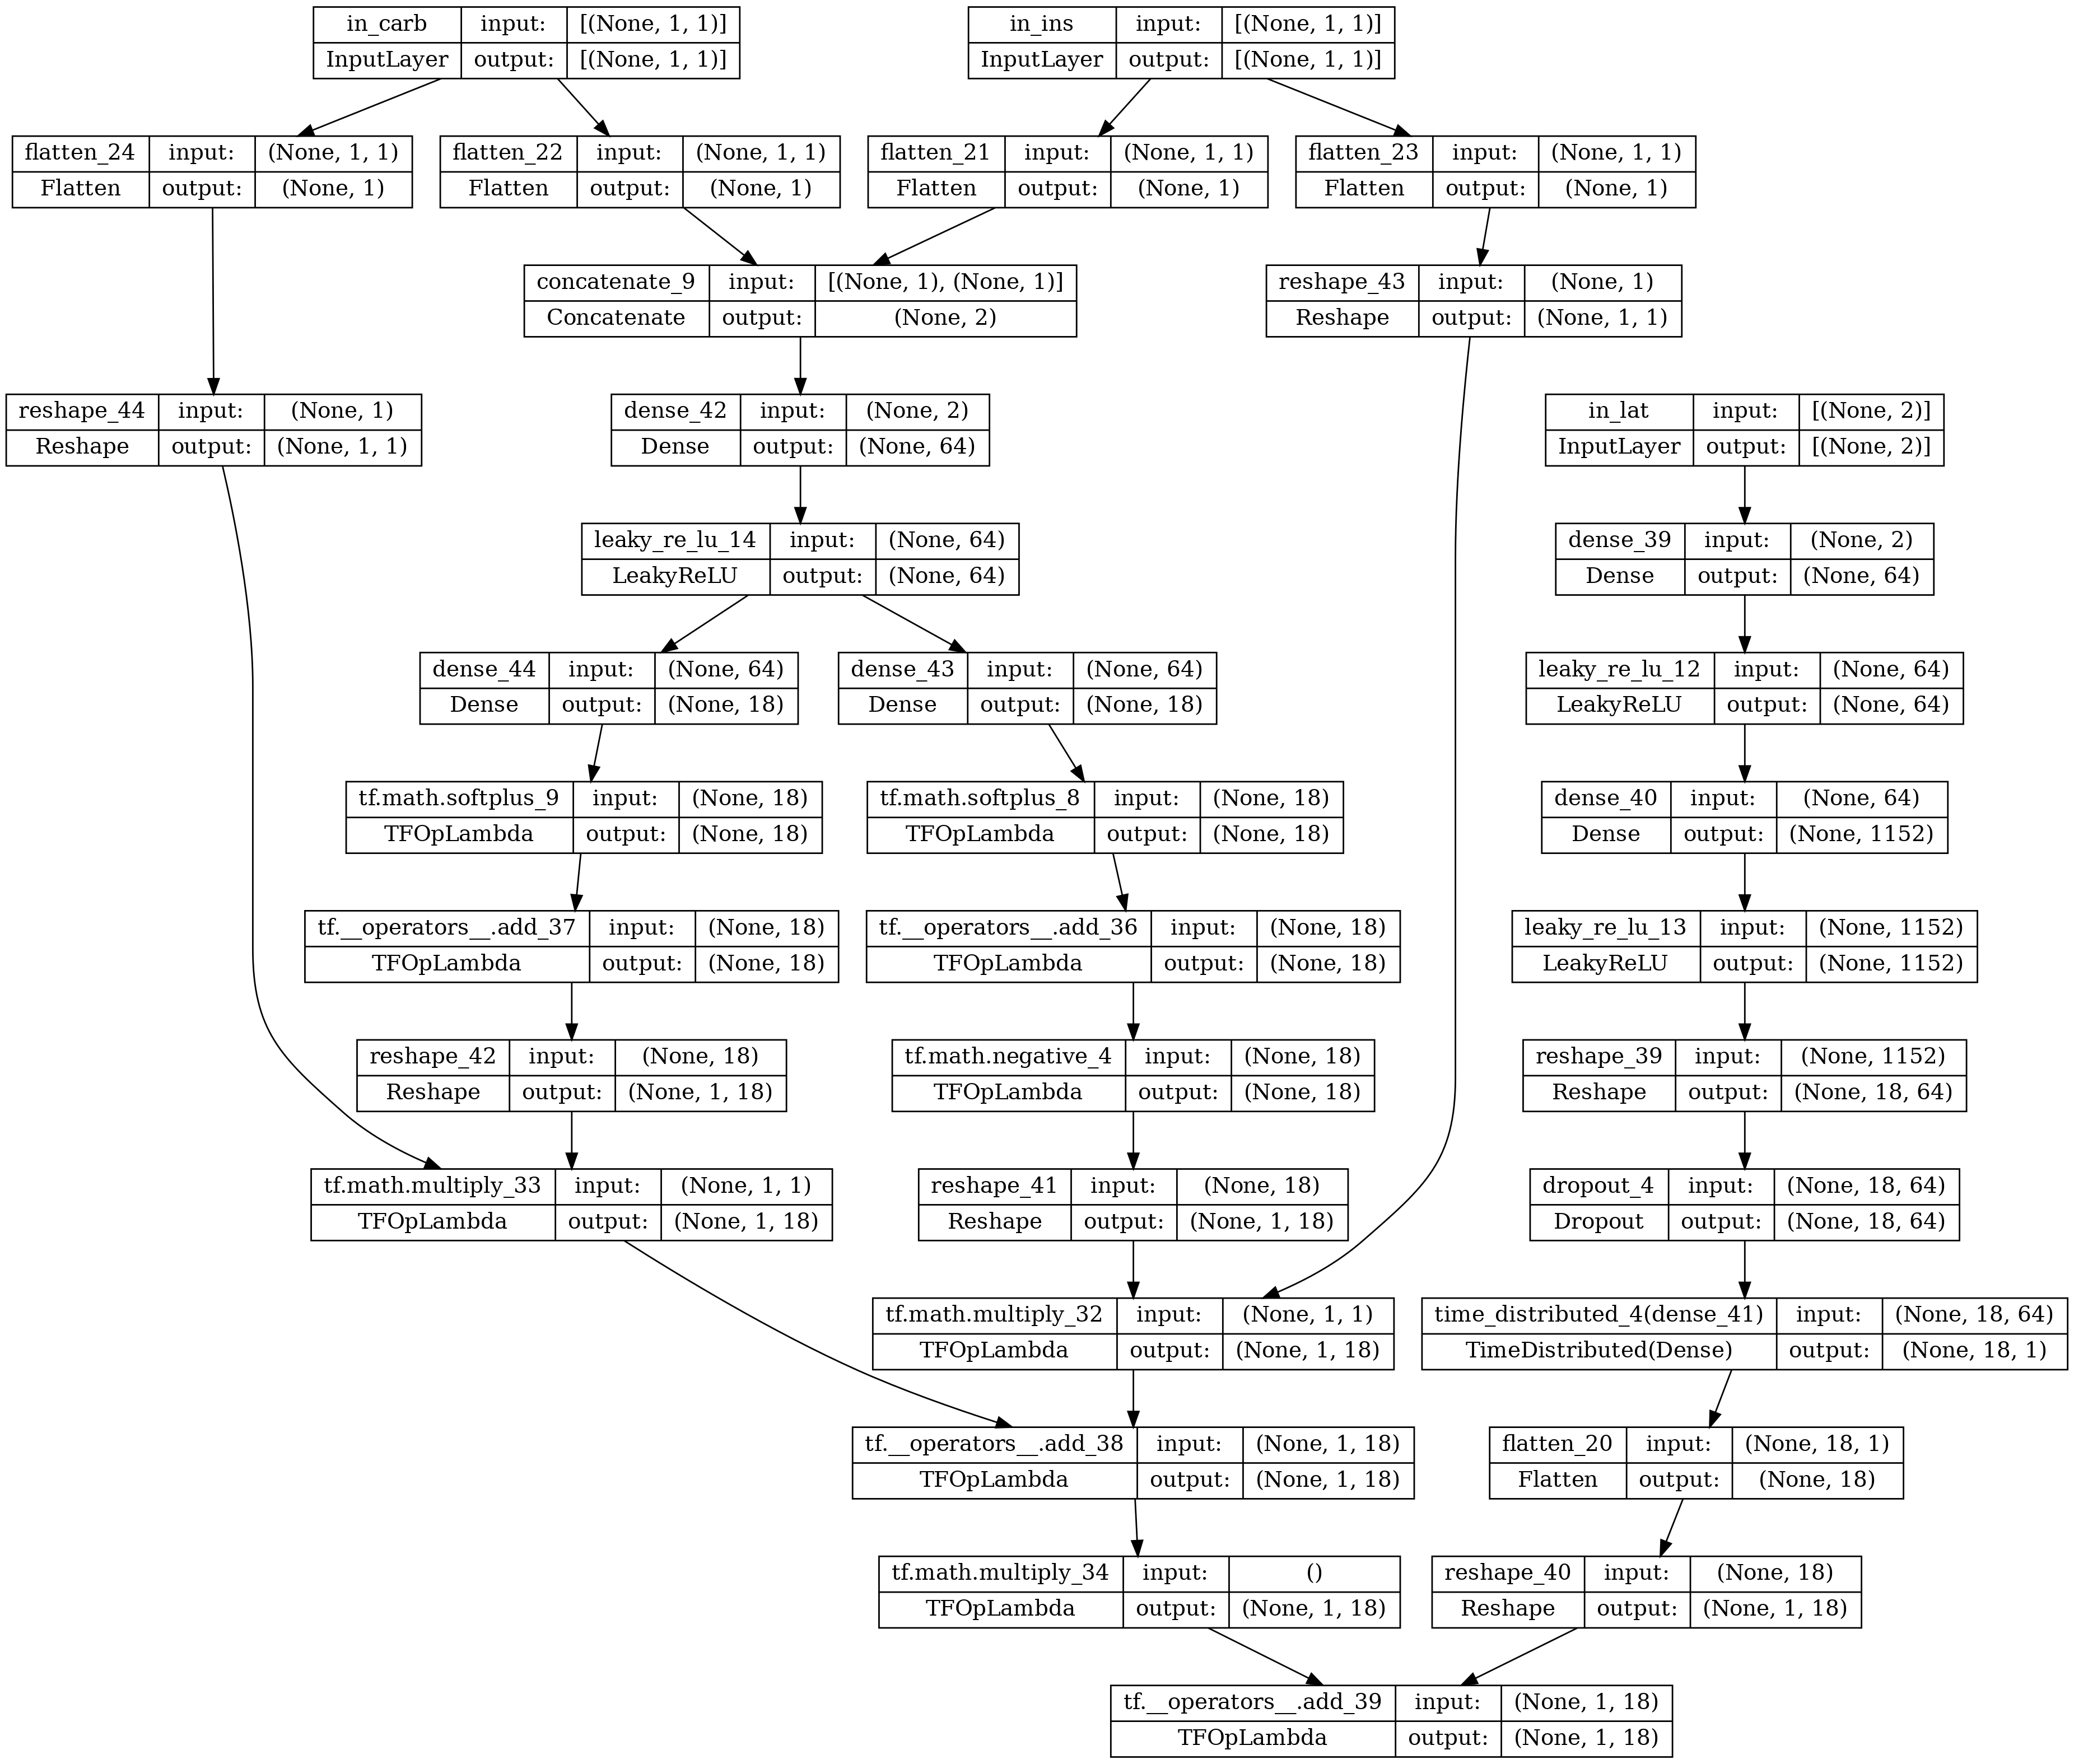 in_carb input: [(None, 1, 1)]
InputLayer output: [(None, 1, 1)]
in_ins input: [(None, 1, 1)]
InputLayer output: [(None, 1, 1)]
flatten_24 input: (None, 1, 1)
Flatten output: (None, 1)
flatten_22 input: (None, 1, 1)
Flatten output: (None, 1)
flatten_21 input: (None, 1, 1)
Flatten output: (None, 1)
flatten_23 input: (None, 1, 1)
Flatten output: (None, 1)
concatenate_9 input: [(None, 1), (None, 1)]
Concatenate output: (None, 2)
reshape_43 input: (None, 1)
Reshape output: (None, 1, 1)
reshape_44 input: (None, 1)
Reshape output: (None, 1, 1)
dense_42 input: (None, 2)
Dense output: (None, 64)
in_lat input: [(None, 2)]
InputLayer output: [(None, 2)]
leaky_re_lu_14 input: (None, 64)
LeakyReLU output: (None, 64)
dense_39 input: (None, 2)
Dense output: (None, 64)
dense_44 input: (None, 64)
Dense output: (None, 18)
dense_43 input: (None, 64)
Dense output: (None, 18)
leaky_re_lu_12 input: (None, 64)
LeakyReLU output: (None, 64)
tf.math.softplus_9 input: (None, 18)
TFOpLambda output: (None, 18)
tf.math.softplus_8 input: (None, 18)
TFOpLambda output: (None, 18)
dense_40 input: (None, 64)
Dense output: (None, 1152)
tf.__operators__.add_37 input: (None, 18)
TFOpLambda output: (None, 18)
tf.__operators__.add_36 input: (None, 18)
TFOpLambda output: (None, 18)
leaky_re_lu_13 input: (None, 1152)
LeakyReLU output: (None, 1152)
reshape_42 input: (None, 18)
Reshape output: (None, 1, 18)
tf.math.negative_4 input: (None, 18)
TFOpLambda output: (None, 18)
reshape_39 input: (None, 1152)
Reshape output: (None, 18, 64)
tf.math.multiply_33 input: (None, 1, 1)
TFOpLambda output: (None, 1, 18)
reshape_41 input: (None, 18)
Reshape output: (None, 1, 18)
dropout_4 input: (None, 18, 64)
Dropout output: (None, 18, 64)
tf.math.multiply_32 input: (None, 1, 1)
TFOpLambda output: (None, 1, 18)
time_distributed_4(dense_41) input: (None, 18, 64)
TimeDistributed(Dense) output: (None, 18, 1)
tf.__operators__.add_38 input: (None, 1, 18)
TFOpLambda output: (None, 1, 18)
flatten_20 input: (None, 18, 1)
Flatten output: (None, 18)
tf.math.multiply_34 input: ()
TFOpLambda output: (None, 1, 18)
reshape_40 input: (None, 18)
Reshape output: (None, 1, 18)
tf.__operators__.add_39 input: (None, 1, 18)
TFOpLambda output: (None, 1, 18)